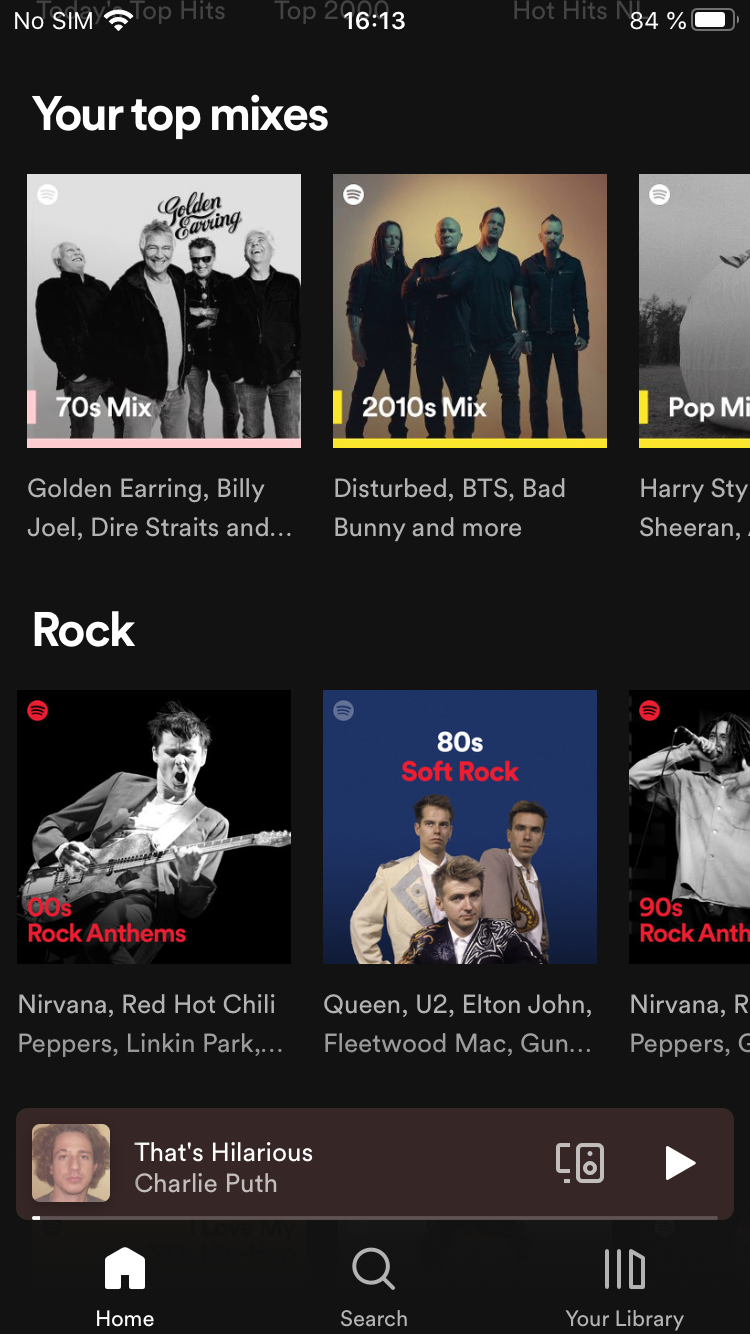 Today's Top Hits Top 2000 Hot Hits NL
No SIM 16:13 84 %
Your top mixes
Golden
Earring
70s Mix
2010s Mix
Pop Mi
Golden Earring, Billy
Joel, Dire Straits and...
Disturbed, BTS, Bad
Bunny and more
Harry Sty
Sheeran,
Rock
80s
Soft Rock
00s
Rock Anthems
90s
Rock Anth
Nirvana, Red Hot Chili
Peppers, Linkin Park,...
Queen, U2, Elton John,
Fleetwood Mac, Gun...
Nirvana, R
Peppers, G
That's Hilarious
Charlie Puth
I Love My
Home
Search
Your Library